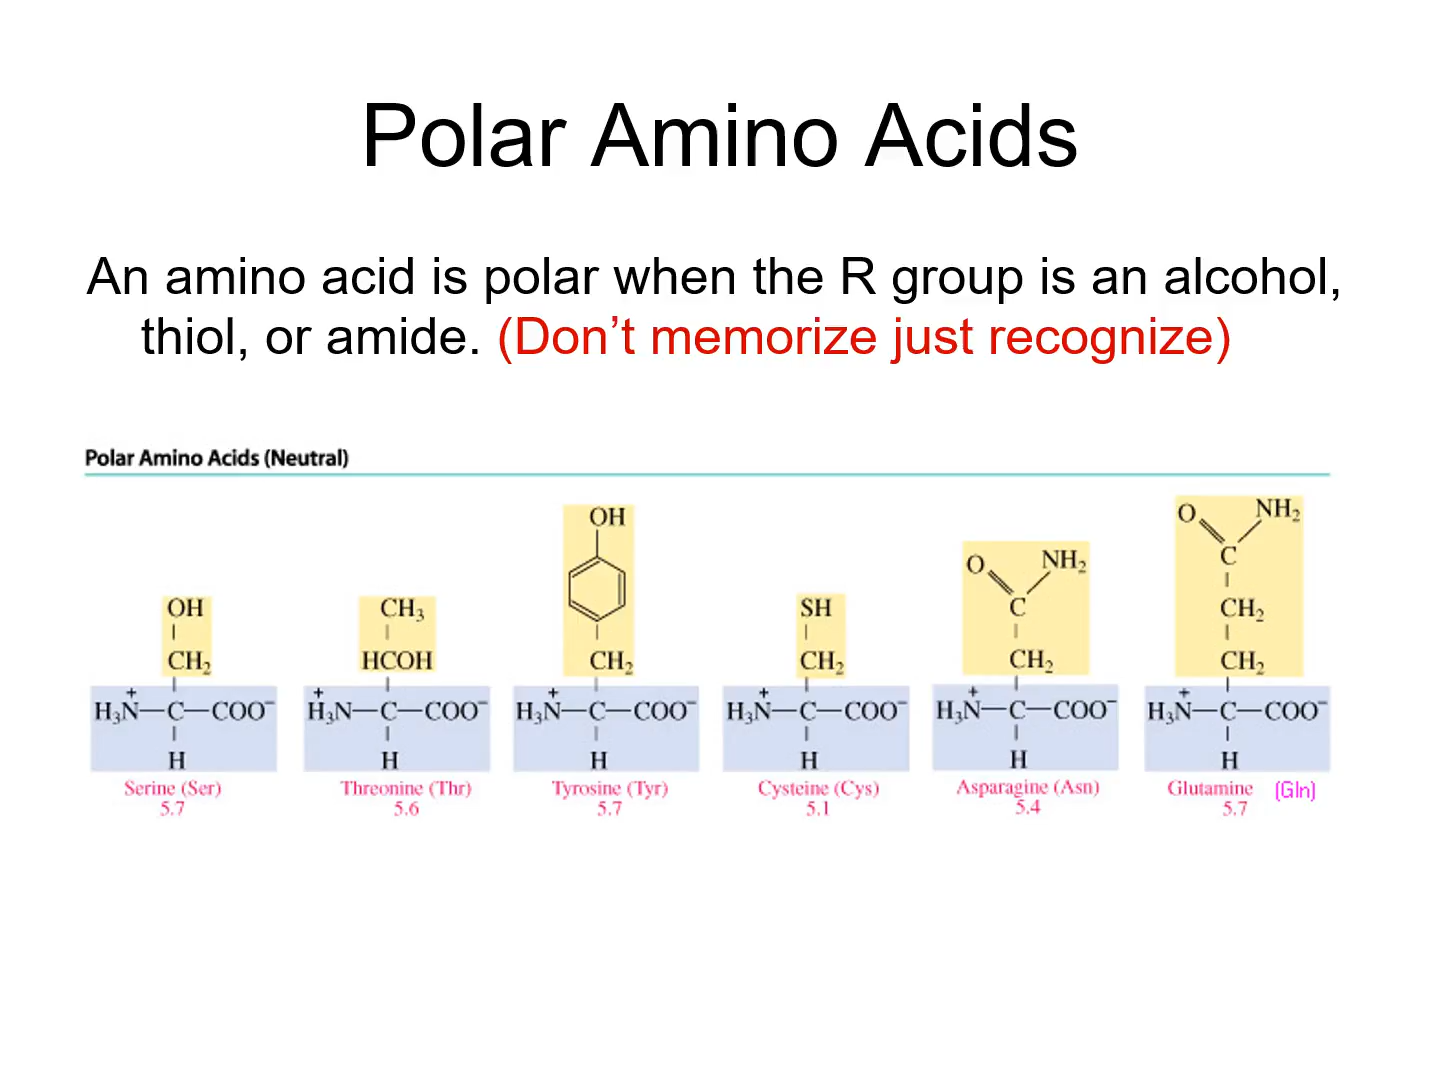 Polar Amino Acids
An amino acid is polar when the R group is an alcohol,
thiol, or amide. (Don’t memorize just recognize)
Polar Amino Acids (Neutral)
OH
CH₂
H₃N⁺—C—COO⁻
H
Serine (Ser)
5.7
CH₃
HCOH
H₃N⁺—C—COO⁻
H
Threonine (Thr)
5.6
OH
CH₂
H₃N⁺—C—COO⁻
H
Tyrosine (Tyr)
5.7
SH
CH₂
H₃N⁺—C—COO⁻
H
Cysteine (Cys)
5.1
O NH₂
C
CH₂
H₃N⁺—C—COO⁻
H
Asparagine (Asn)
5.4
O NH₂
C
CH₂
CH₂
H₃N⁺—C—COO⁻
H
Glutamine (Gln)
5.7